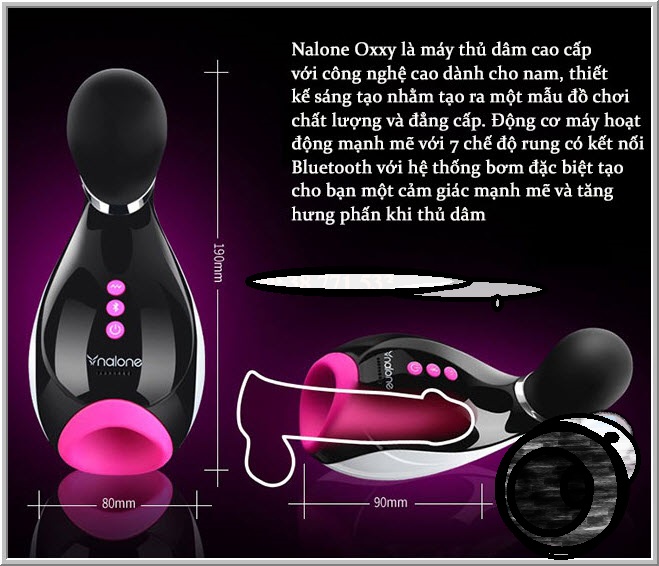 Nalone Oxxy là máy thủ dâm cao cấp
với công nghệ cao dành cho nam, thiết
kế sáng tạo nhằm tạo ra một mẫu đồ chơi
chất lượng và đẳng cấp. Động cơ máy hoạt
động mạnh mẽ với 7 chế độ rung có kết nối
Bluetooth với hệ thống bơm đặc biệt tạo
cho bạn một cảm giác mạnh mẽ và tăng
hưng phấn khi thủ dâm
190mm
nalone
nalone
80mm
90mm